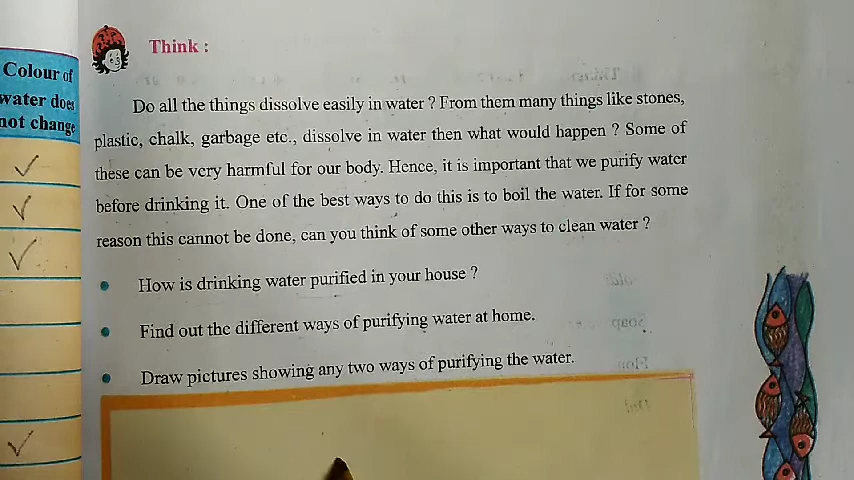 Colour of
water does
not change
Think :
Do all the things dissolve easily in water ? From them many things like stones,
plastic, chalk, garbage etc., dissolve in water then what would happen ? Some of
these can be very harmful for our body. Hence, it is important that we purify water
before drinking it. One of the best ways to do this is to boil the water. If for some
reason this cannot be done, can you think of some other ways to clean water ?
How is drinking water purified in your house ?
Find out the different ways of purifying water at home.
Draw pictures showing any two ways of purifying the water.